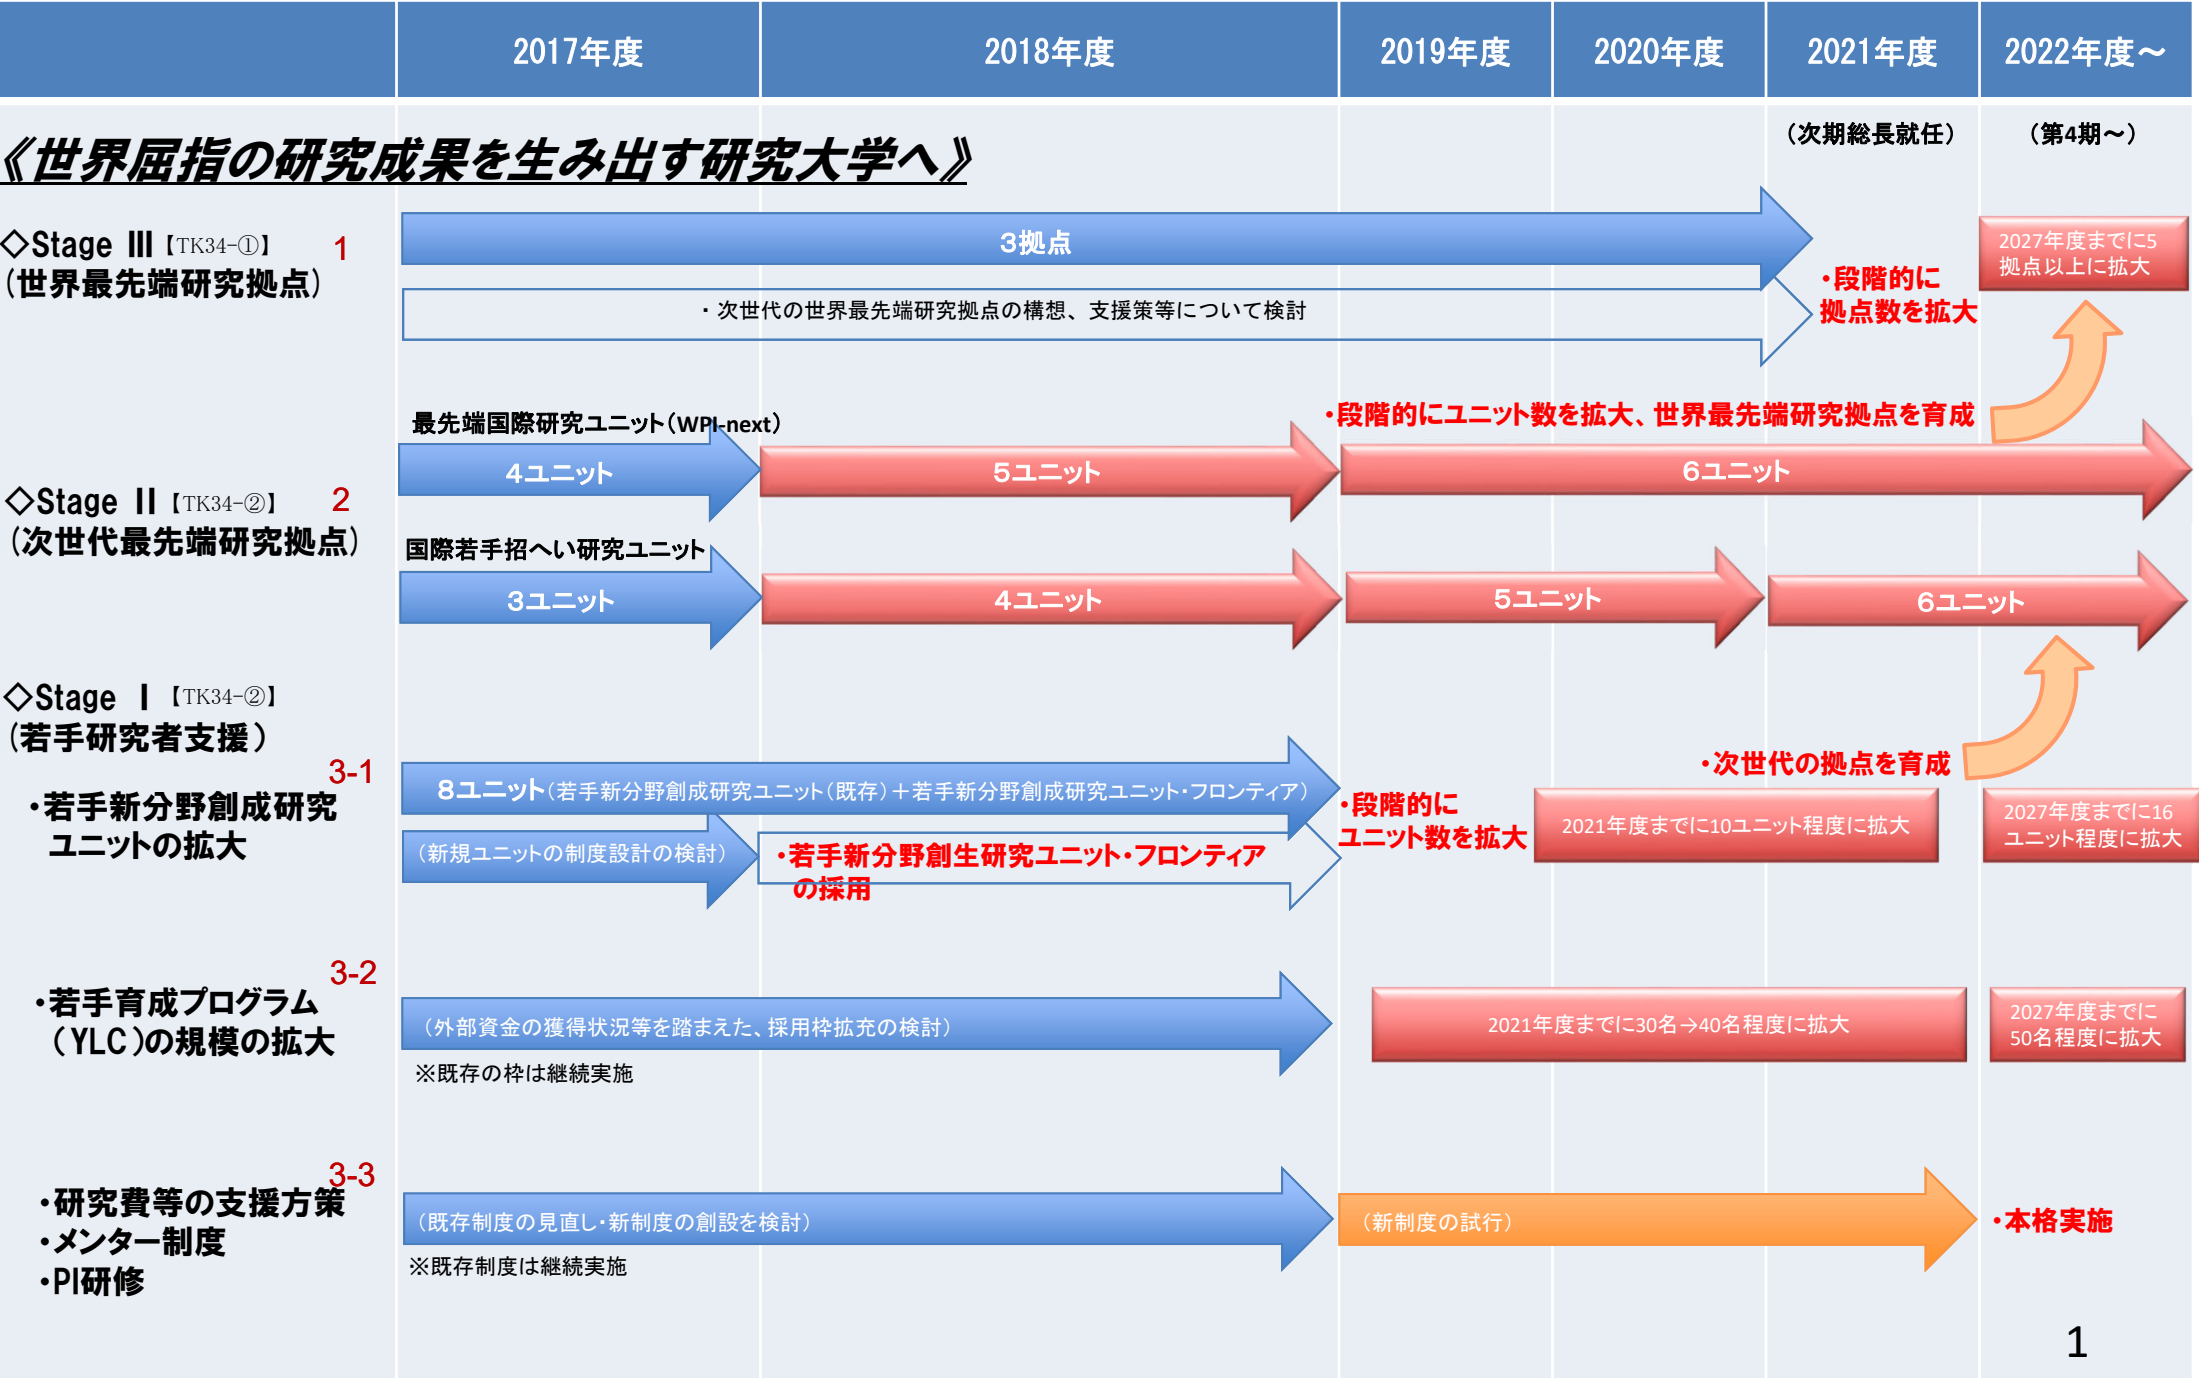 2017年度 2018年度 2019年度 2020年度 2021年度 2022年度～
（次期総長就任） （第4期～）
《世界屈指の研究成果を生み出す研究大学へ》
◇Stage Ⅲ【TK34-①】 1
(世界最先端研究拠点)
3拠点
・次世代の世界最先端研究拠点の構想、支援策等について検討
・段階的に
拠点数を拡大
2027年度までに5
拠点以上に拡大
◇Stage Ⅱ【TK34-②】 2
(次世代最先端研究拠点)
最先端国際研究ユニット（WPI-next）
・段階的にユニット数を拡大、世界最先端研究拠点を育成
4ユニット 5ユニット 6ユニット
国際若手招へい研究ユニット
3ユニット 4ユニット 5ユニット 6ユニット
◇Stage Ⅰ【TK34-②】
(若手研究者支援）
3-1
・若手新分野創成研究
ユニットの拡大
8ユニット（若手新分野創成研究ユニット（既存）＋若手新分野創成研究ユニット・フロンティア）
（新規ユニットの制度設計の検討）
・若手新分野創生研究ユニット・フロンティア
の採用
・段階的に
ユニット数を拡大
・次世代の拠点を育成
2021年度までに10ユニット程度に拡大
2027年度までに16
ユニット程度に拡大
3-2
・若手育成プログラム
（YLC）の規模の拡大
（外部資金の獲得状況等を踏まえた、採用枠拡充の検討）
※既存の枠は継続実施
2021年度までに30名→40名程度に拡大
2027年度までに
50名程度に拡大
3-3
・研究費等の支援方策
・メンター制度
・PI研修
（既存制度の見直し・新制度の創設を検討）
※既存制度は継続実施
（新制度の試行）
・本格実施
1